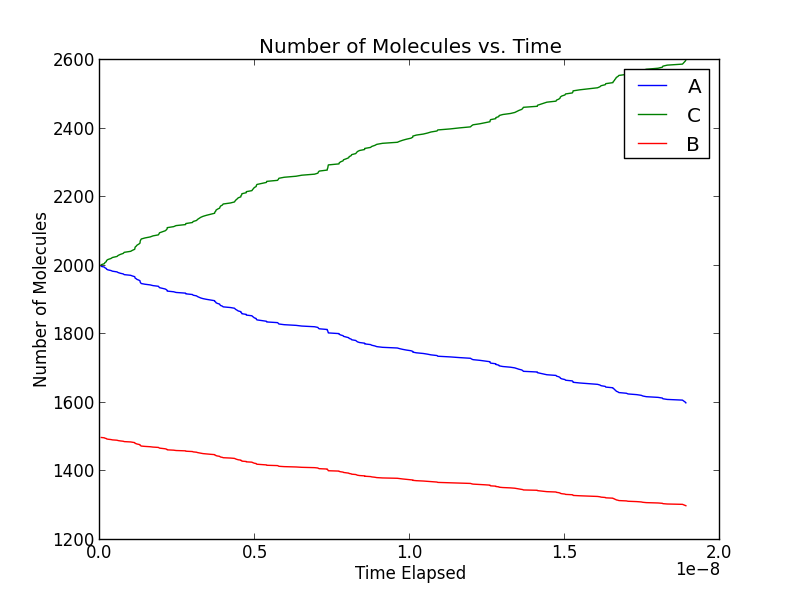 Number of Molecules vs. Time
2600
2400
2200
2000
1800
1600
1400
1200
Number of Molecules
A
C
B
0.0
0.5
1.0
1.5
2.0
1e−8
Time Elapsed